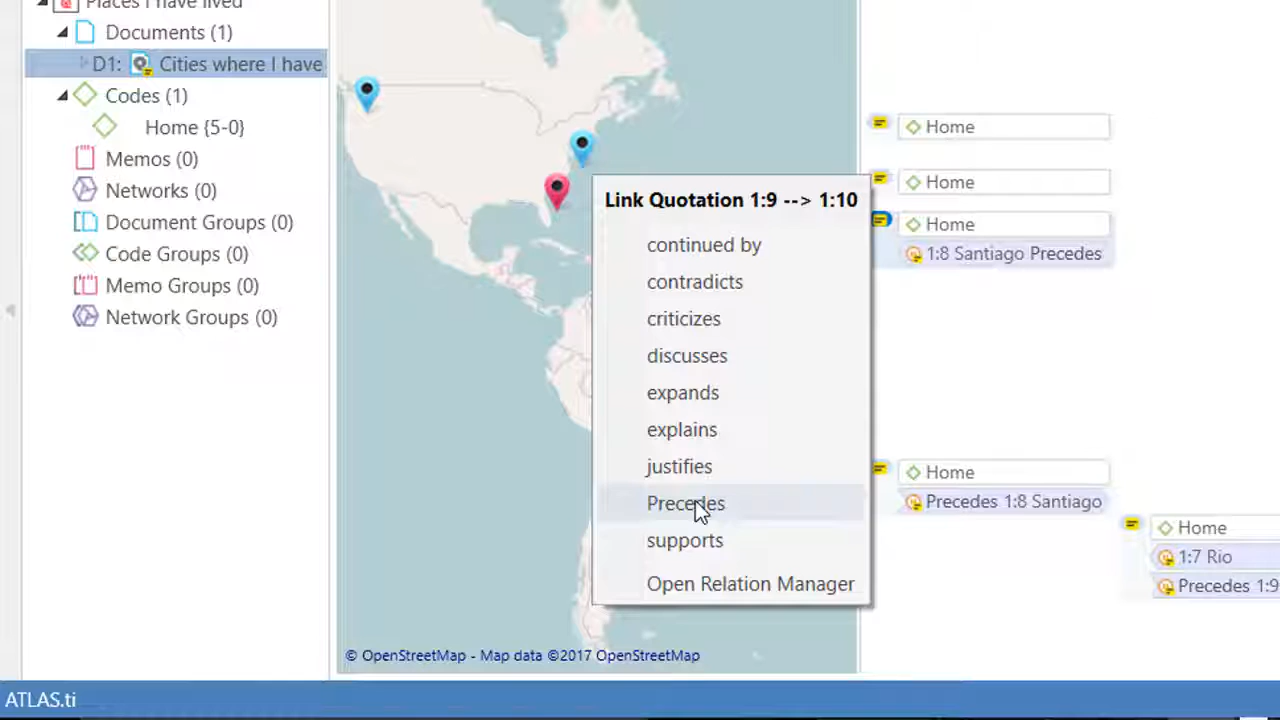 Places I have lived
Documents (1)
D1: Cities where I have
Codes (1)
Home {5-0}
Memos (0)
Networks (0)
Document Groups (0)
Code Groups (0)
Memo Groups (0)
Network Groups (0)
Link Quotation 1:9 --> 1:10
continued by
contradicts
criticizes
discusses
expands
explains
justifies
Precedes
supports
Open Relation Manager
© OpenStreetMap - Map data ©2017 OpenStreetMap
Home
Home
Home
1:8 Santiago Precedes
Home
Precedes 1:8 Santiago
Home
1:7 Rio
Precedes 1:9
ATLAS.ti